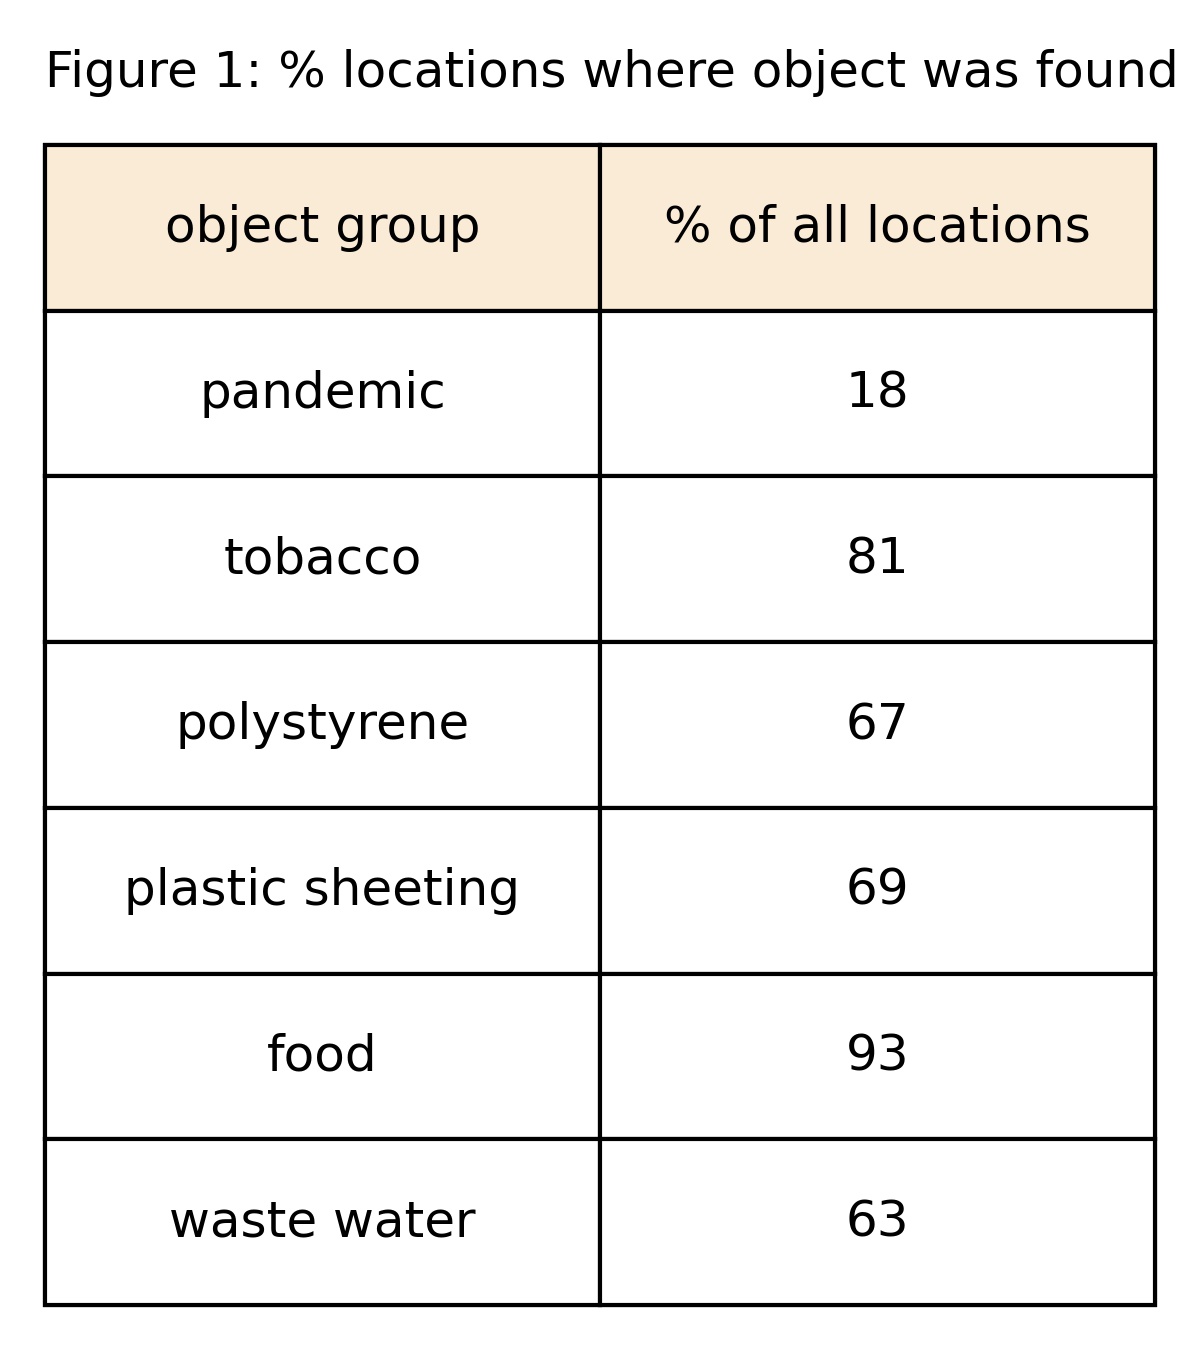 Figure 1: % locations where object was found
object group % of all locations
pandemic 18
tobacco 81
polystyrene 67
plastic sheeting 69
food 93
waste water 63